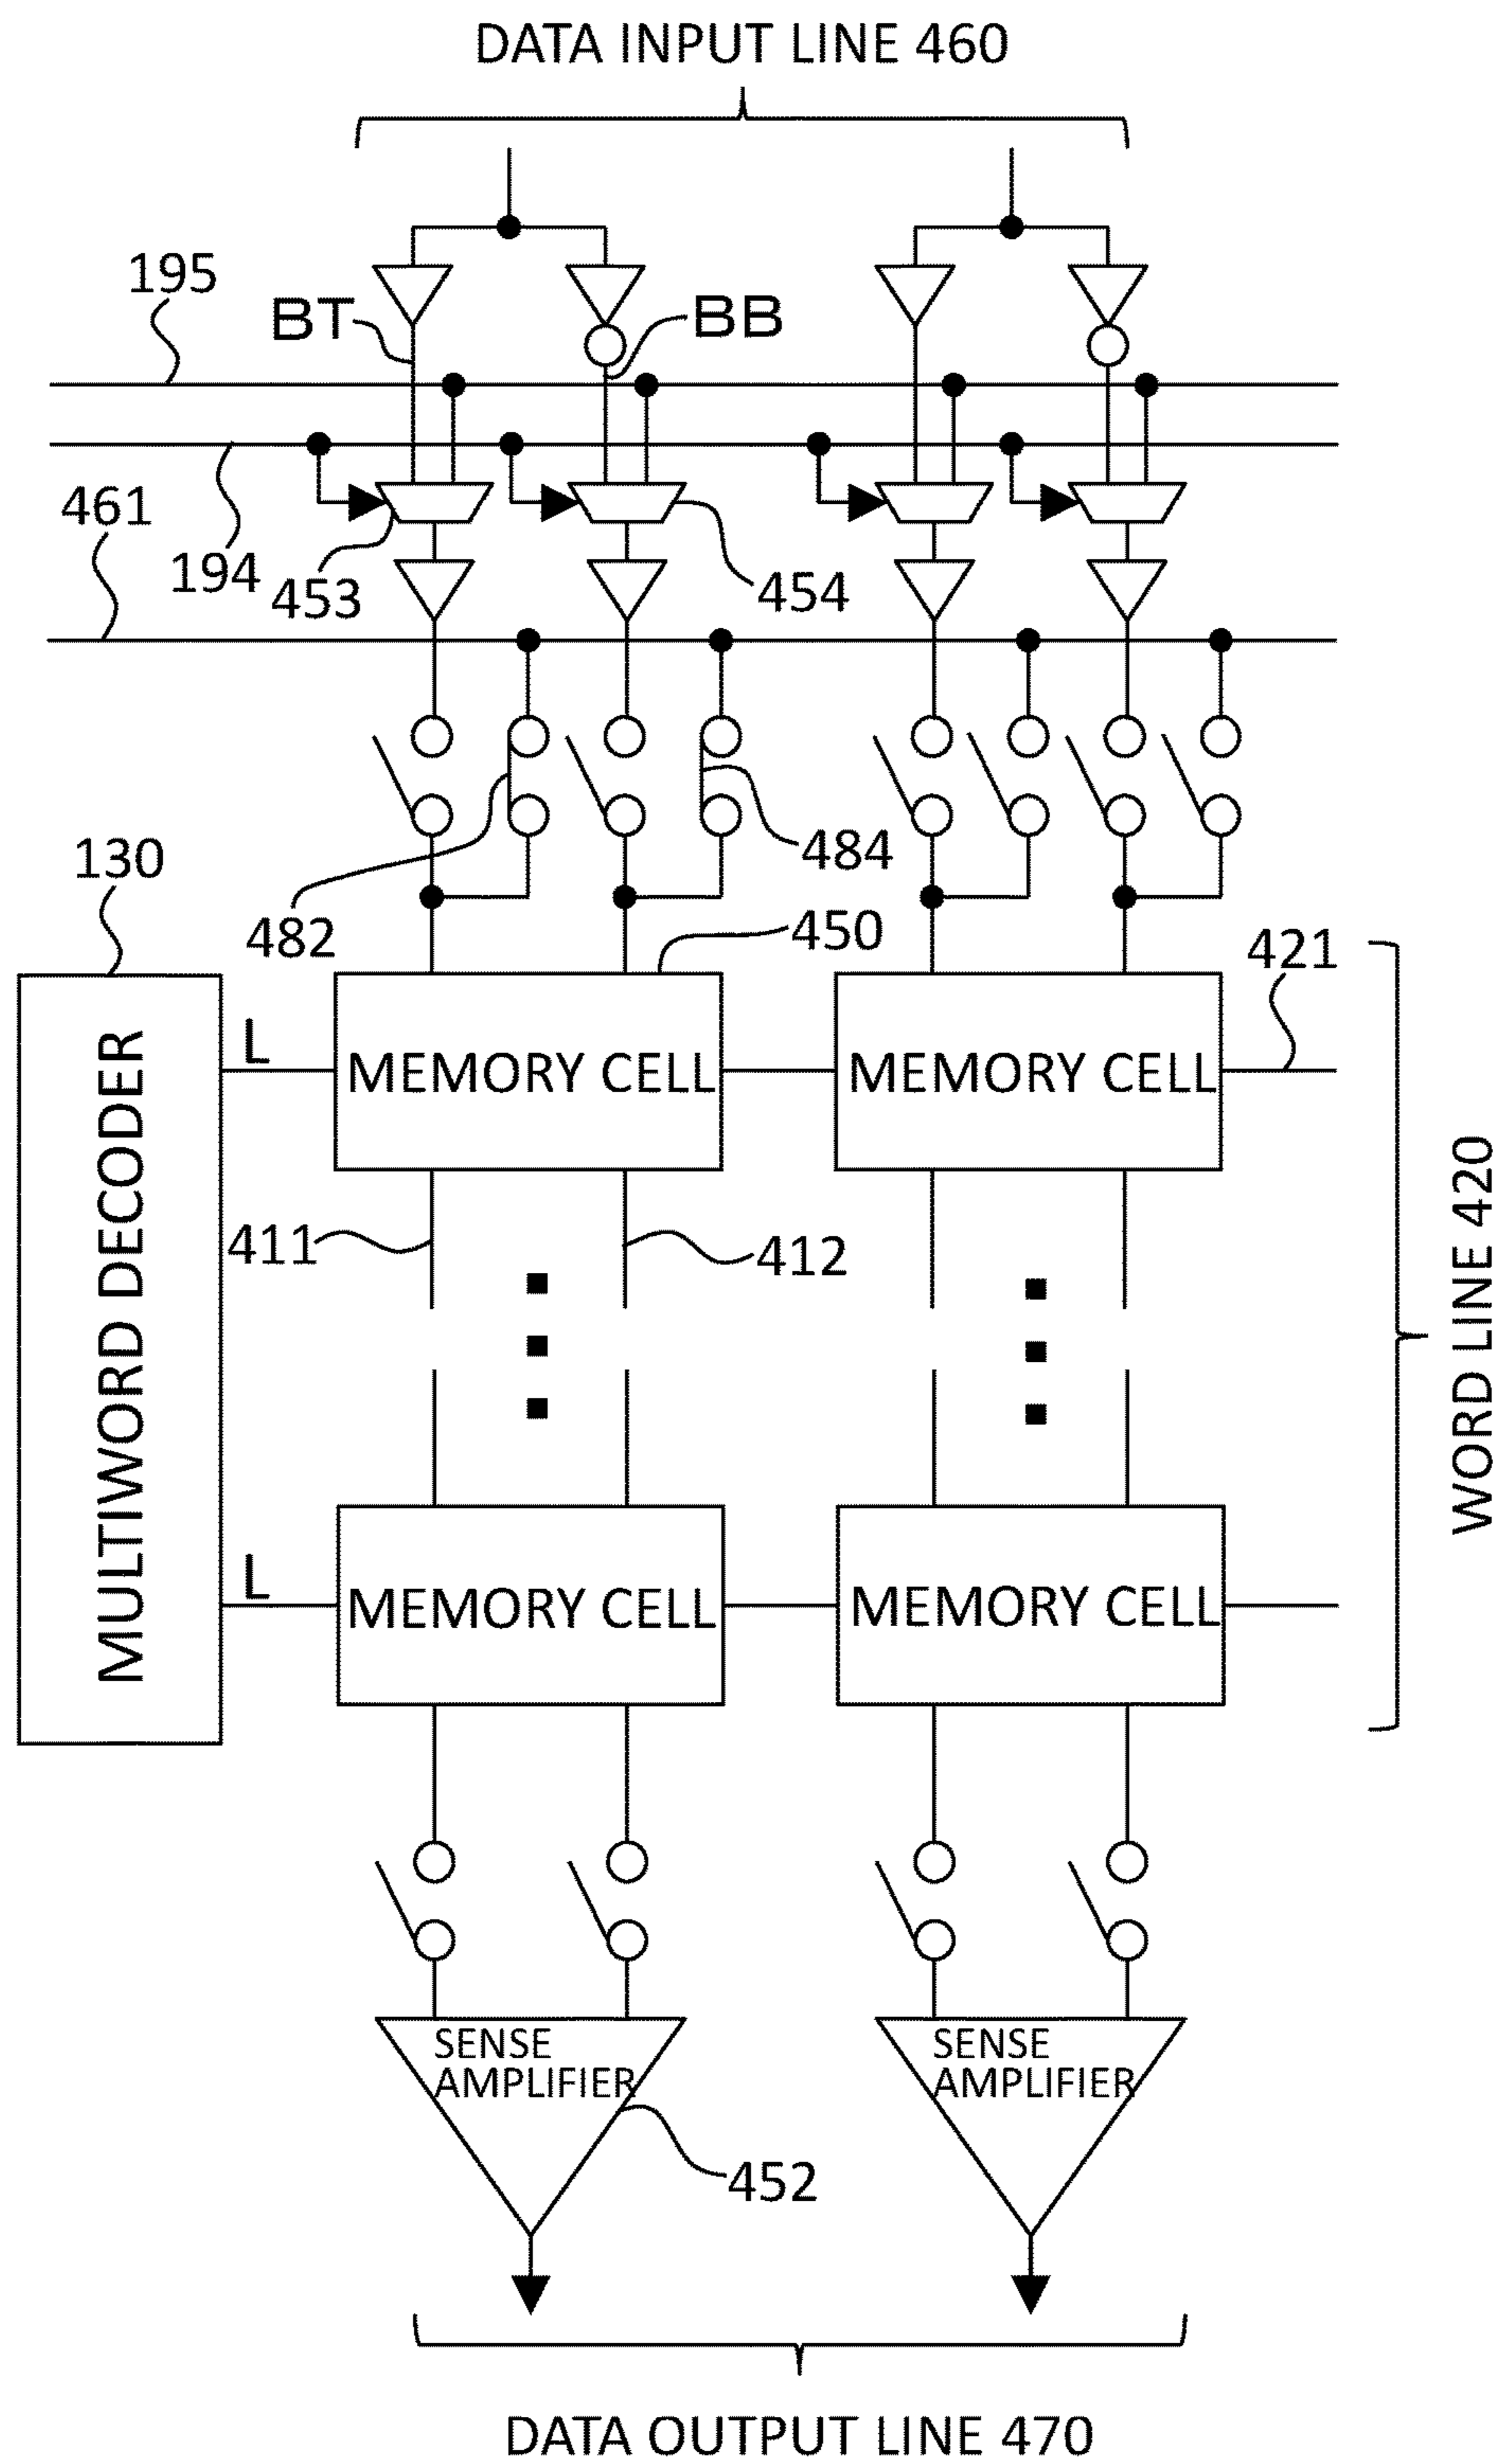 DATA INPUT LINE 460
195
BT
BB
461
194
453
454
130
482
484
450
421
L
MEMORY CELL
MEMORY CELL
MULTIWORD DECODER
WORD LINE 420
411
412
L
MEMORY CELL
MEMORY CELL
SENSE
AMPLIFIER
SENSE
AMPLIFIER
452
DATA OUTPUT LINE 470